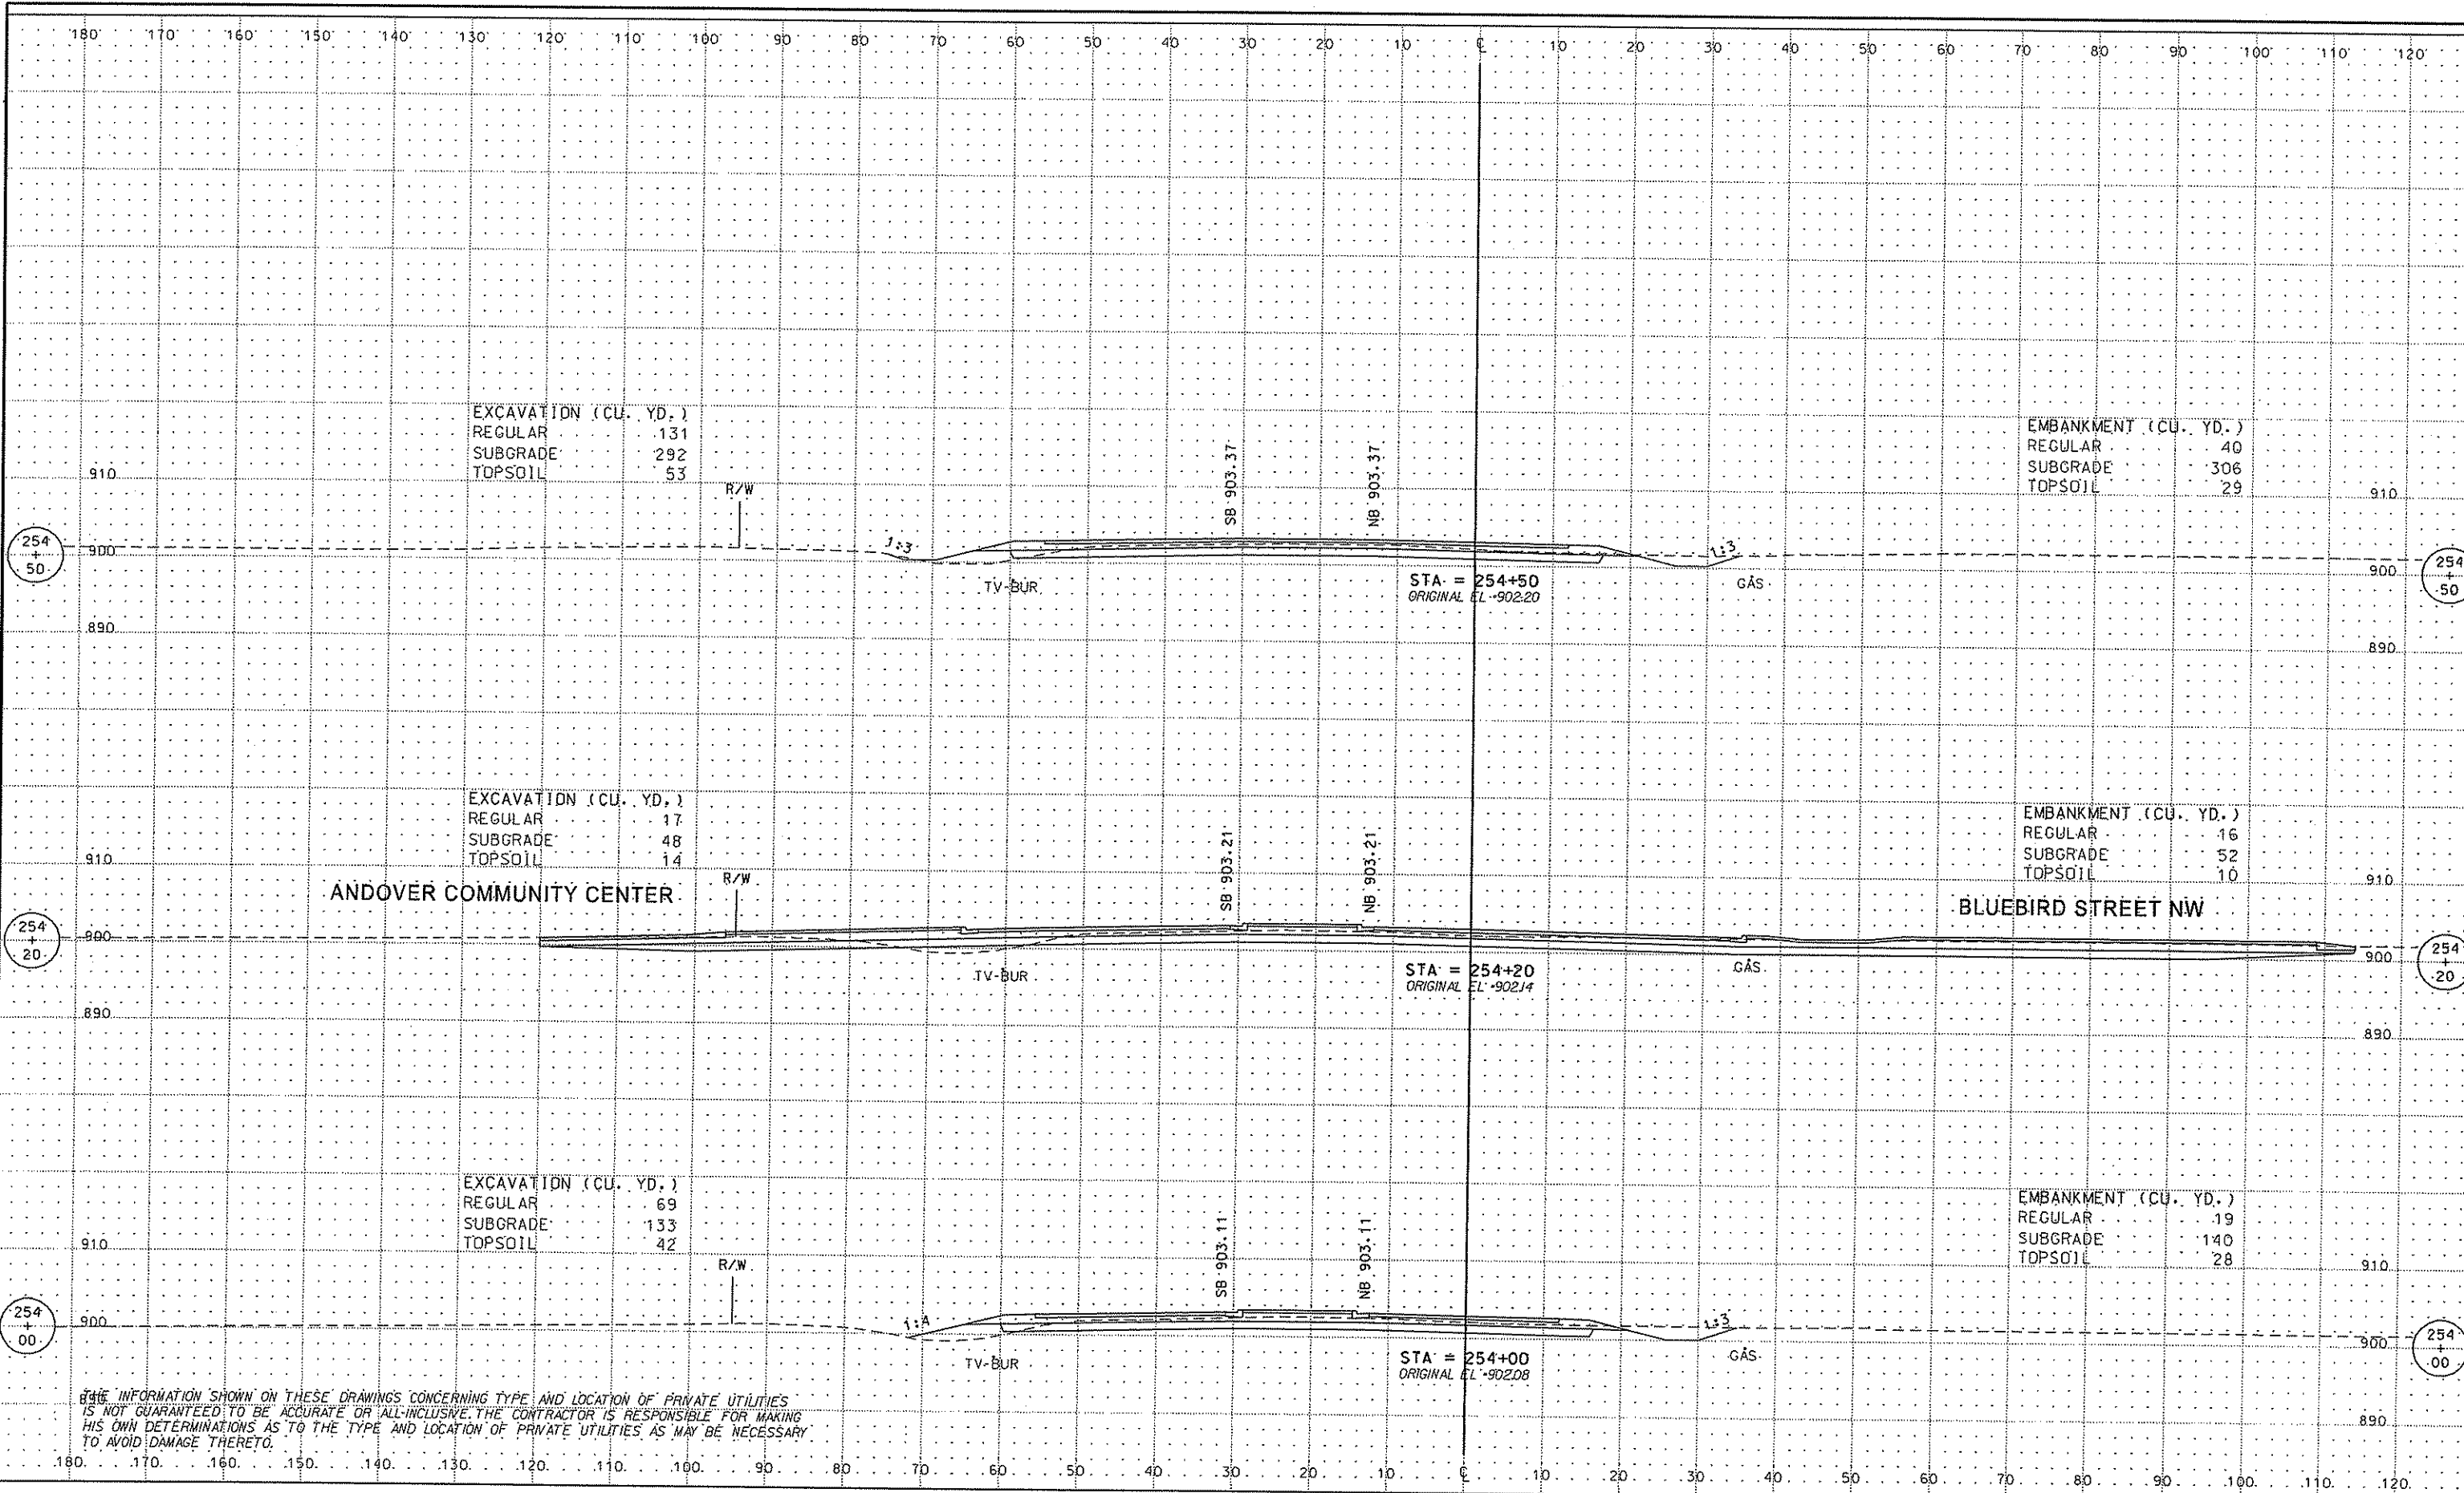 180 170 160 150 140 130 120 110 100 90 80 70 60 50 40 30 20 10 C̲L 10 20 30 40 50 60 70 80 90 100 110 120
EXCAVATION (CU. YD.)
REGULAR 131
SUBGRADE 292
TOPSOIL 53
EMBANKMENT (CU. YD.)
REGULAR 40
SUBGRADE 306
TOPSOIL 29
SB 903.37
NB 903.37
910
R/W
910
254 + 50
900
1:3
1:3
900
254 + 50
TV-BUR
STA = 254+50
ORIGINAL EL = 902.20
GAS
890
890
EXCAVATION (CU. YD.)
REGULAR 17
SUBGRADE 48
TOPSOIL 14
EMBANKMENT (CU. YD.)
REGULAR 16
SUBGRADE 52
TOPSOIL 10
SB 903.21
NB 903.21
910
R/W
910
ANDOVER COMMUNITY CENTER
BLUEBIRD STREET NW
254 + 20
900
900
254 + 20
TV-BUR
STA = 254+20
ORIGINAL EL = 902.14
GAS
890
890
EXCAVATION (CU. YD.)
REGULAR 69
SUBGRADE 133
TOPSOIL 42
EMBANKMENT (CU. YD.)
REGULAR 19
SUBGRADE 140
TOPSOIL 28
SB 903.11
NB 903.11
910
R/W
910
254 + 00
900
1:4
1:3
900
254 + 00
TV-BUR
STA = 254+00
ORIGINAL EL = 902.08
GAS
890
THE INFORMATION SHOWN ON THESE DRAWINGS CONCERNING TYPE AND LOCATION OF PRIVATE UTILITIES
IS NOT GUARANTEED TO BE ACCURATE OR ALL-INCLUSIVE. THE CONTRACTOR IS RESPONSIBLE FOR MAKING
HIS OWN DETERMINATIONS AS TO THE TYPE AND LOCATION OF PRIVATE UTILITIES AS MAY BE NECESSARY
TO AVOID DAMAGE THERETO.
180 170 160 150 140 130 120 110 100 90 80 70 60 50 40 30 20 10 C̲L 10 20 30 40 50 60 70 80 90 100 110 120